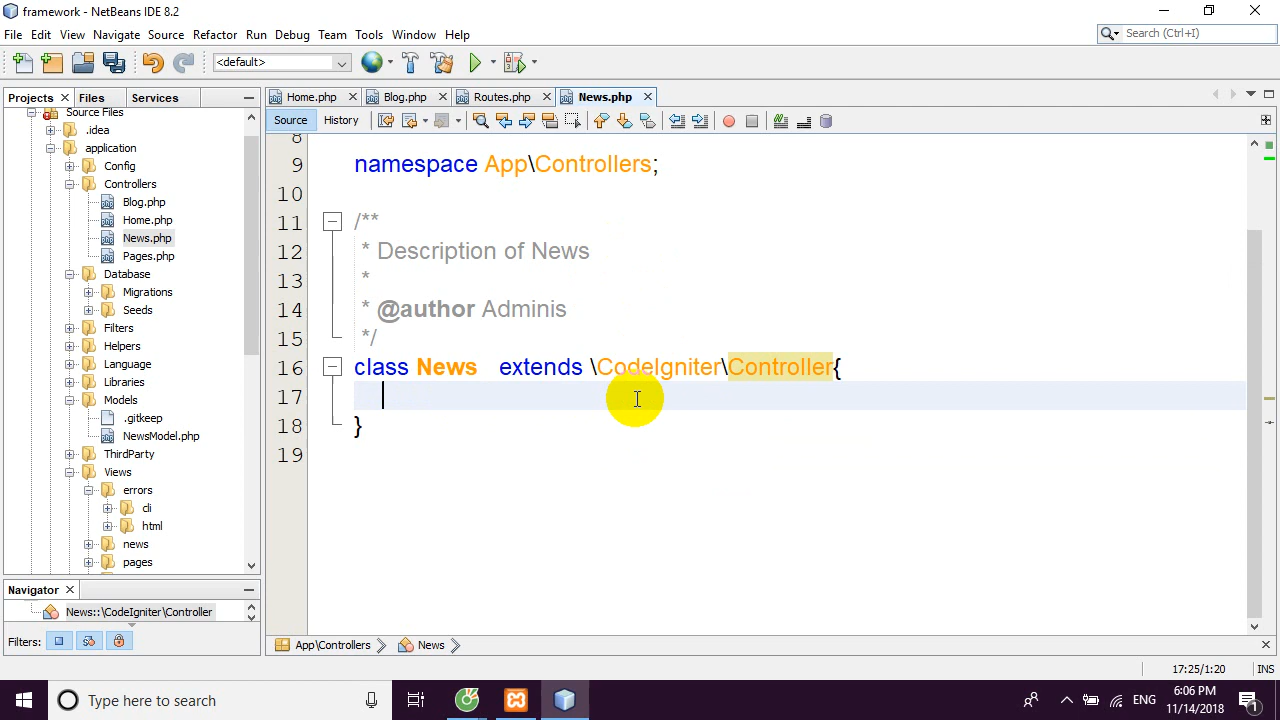 framework - NetBeans IDE 8.2
File Edit View Navigate Source Refactor Run Debug Team Tools Window Help
Search (Ctrl+I)
<default>
Projects Files Services
Home.php Blog.php Routes.php News.php
Source History
Source Files
.idea
application
Config
Controllers
Blog.php
Home.php
News.php
Pages.php
Database
Migrations
Seeds
Filters
Helpers
Language
Libraries
Models
.gitkeep
NewsModel.php
ThirdParty
Views
errors
cli
html
news
pages
8
9 namespace App\Controllers;
10
11 /**
12 * Description of News
13 *
14 * @author Adminis
15 */
16 class News extends \CodeIgniter\Controller{
17
18 }
19
Navigator
News::\CodeIgniter\Controller
Filters:
App\Controllers News
17:25/1:20 INS
Type here to search
ENG
6:06 PM
11/14/2018
1